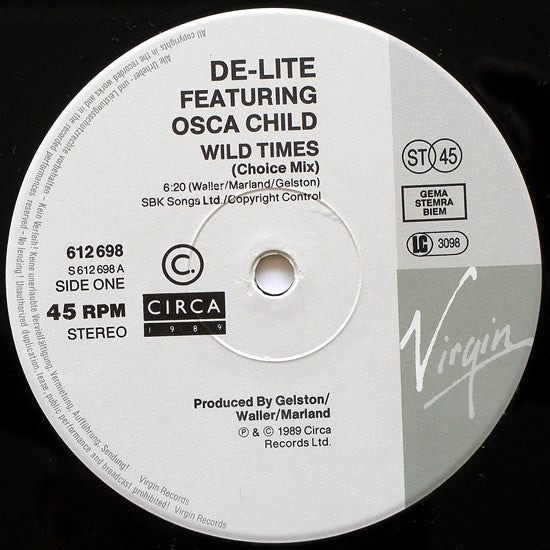 DE-LITE
FEATURING
OSCA CHILD
WILD TIMES
(Choice Mix)
6:20 (Waller/Marland/Gelston)
SBK Songs Ltd./Copyright Control
612 698
S 612 698 A
SIDE ONE
45 RPM
STEREO
C.
CIRCA
1989
ST 45
GEMA
STEMRA
BIEM
LC 3098
Virgin
Produced By Gelston/
Waller/Marland
Ⓟ & © 1989 Circa
Records Ltd.
Alle Urheber- und Leistungsschutzrechte vorbehalten – Kein Verleih! Keine unerlaubte Vervielfältigung, Vermietung, Aufführung, Sendung! Virgin Records
All copyrights in the recorded works and in the recorded performances reserved – No lending! Unauthorized duplication, lease, public performance and broadcast prohibited! Virgin Records